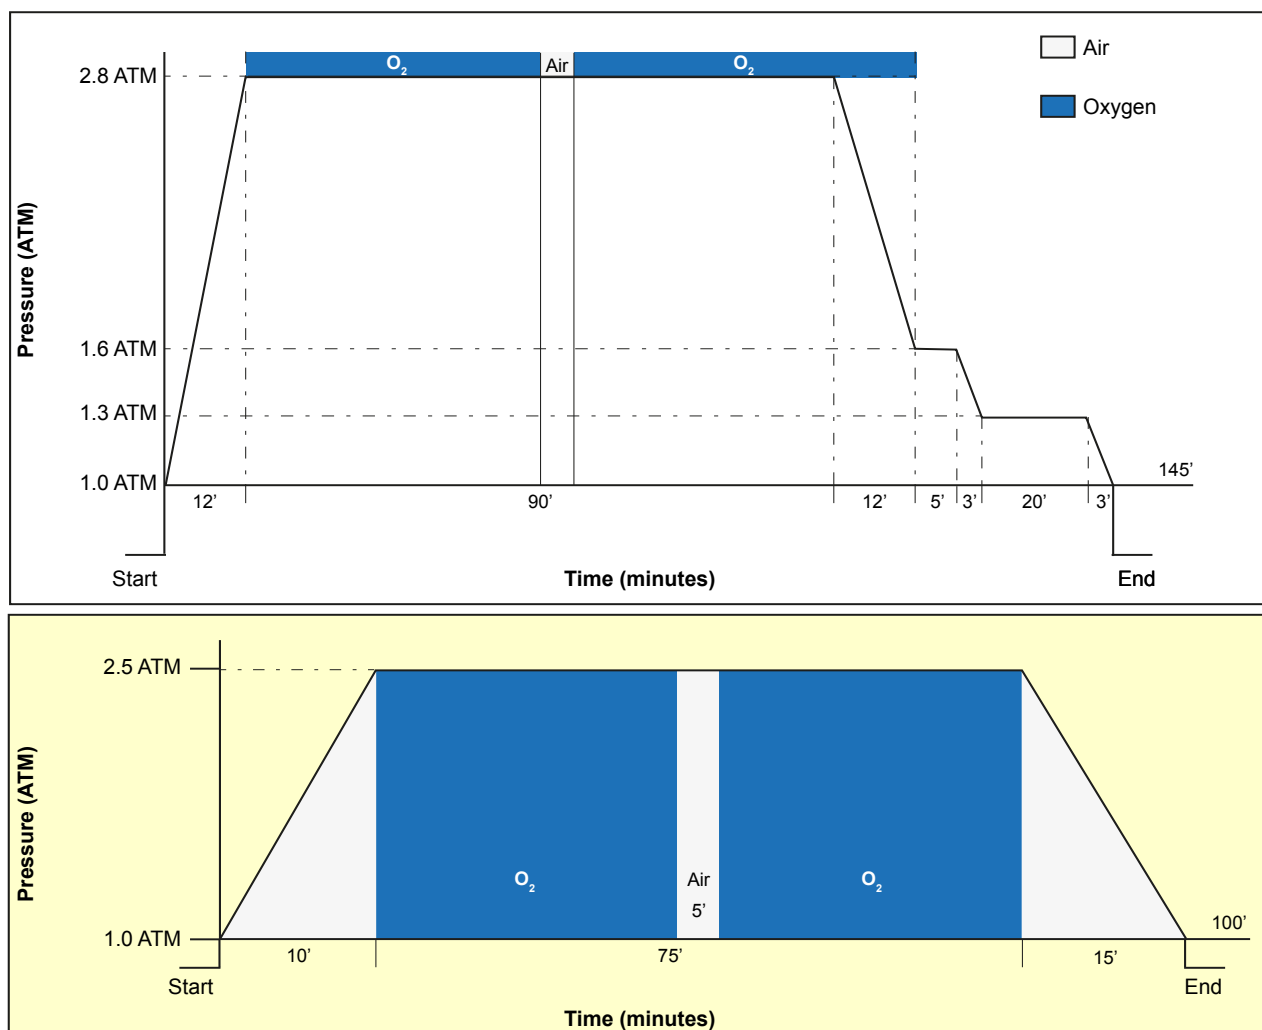 O₂ Air O₂
Air
Oxygen
2.8 ATM
1.6 ATM
1.3 ATM
1.0 ATM
Pressure (ATM)
145’
12’ 90’ 12’ 5’ 3’ 20’ 3’
Start Time (minutes) End
2.5 ATM
Pressure (ATM)
O₂ Air O₂
5’
1.0 ATM
100’
10’ 75’ 15’
Start End
Time (minutes)